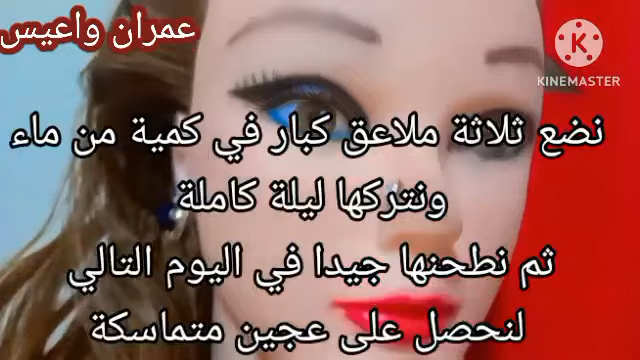 عمران واعيس
KINEMASTER
نضع ثلاثة ملاعق كبار في كمية من ماء
ونتركها ليلة كاملة
ثم نطحنها جيدا في اليوم التالي
لنحصل على عجين متماسكة